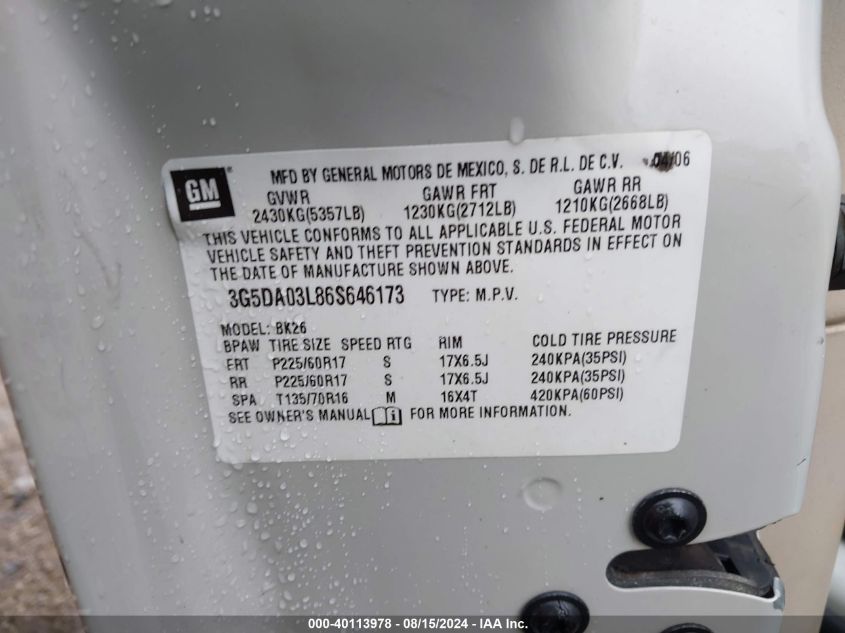 GM
MFD BY GENERAL MOTORS DE MEXICO, S. DE R.L. DE C.V. 04/06
GVWR GAWR FRT GAWR RR
2430KG(5357LB) 1230KG(2712LB) 1210KG(2668LB)
THIS VEHICLE CONFORMS TO ALL APPLICABLE U.S. FEDERAL MOTOR
VEHICLE SAFETY AND THEFT PREVENTION STANDARDS IN EFFECT ON
THE DATE OF MANUFACTURE SHOWN ABOVE.
3G5DA03L86S646173 TYPE: M.P.V.
MODEL: BK26
BPAW TIRE SIZE SPEED RTG RIM COLD TIRE PRESSURE
FRT P225/60R17 S 17X6.5J 240KPA(35PSI)
RR P225/60R17 S 17X6.5J 240KPA(35PSI)
SPA T135/70R16 M 16X4T 420KPA(60PSI)
SEE OWNER'S MANUAL i FOR MORE INFORMATION.
000-40113978 - 08/15/2024 - IAA Inc.